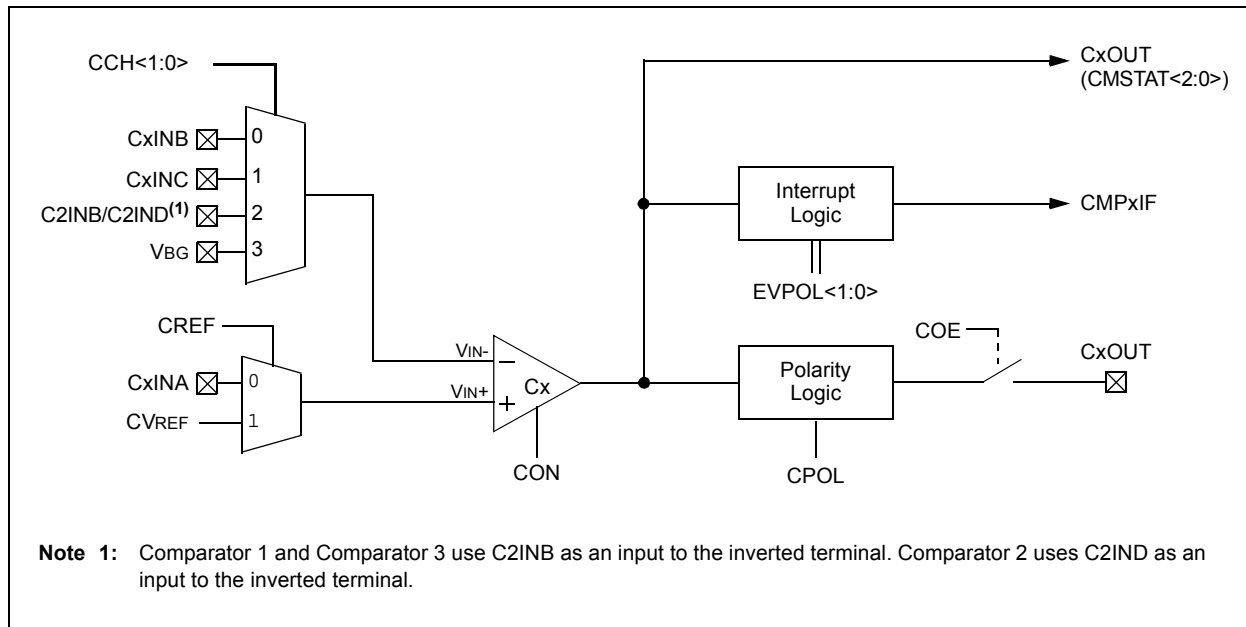 CCH<1:0>
CxINB
0
CxINC
1
C2INB/C2IND(1)
2
VBG
3
CREF
CxINA
0
CVREF
1
VIN-
VIN+
–
+
Cx
CON
CxOUT
(CMSTAT<2:0>)
Interrupt
Logic
CMPxIF
EVPOL<1:0>
COE
CxOUT
Polarity
Logic
CPOL
Note 1: Comparator 1 and Comparator 3 use C2INB as an input to the inverted terminal. Comparator 2 uses C2IND as an
input to the inverted terminal.